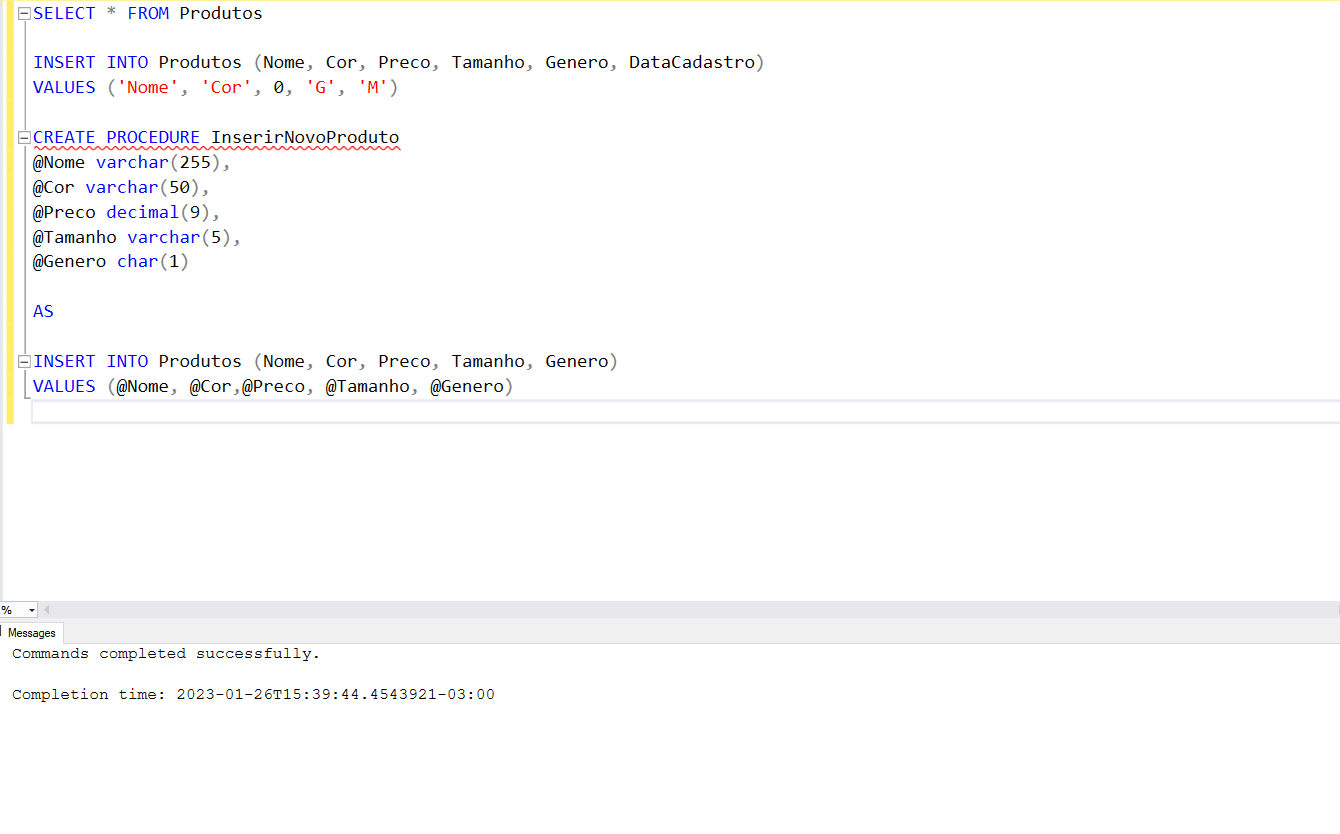 SELECT * FROM Produtos
INSERT INTO Produtos (Nome, Cor, Preco, Tamanho, Genero, DataCadastro)
VALUES ('Nome', 'Cor', 0, 'G', 'M')
CREATE PROCEDURE InserirNovoProduto
@Nome varchar(255),
@Cor varchar(50),
@Preco decimal(9),
@Tamanho varchar(5),
@Genero char(1)
AS
INSERT INTO Produtos (Nome, Cor, Preco, Tamanho, Genero)
VALUES (@Nome, @Cor,@Preco, @Tamanho, @Genero)
%
Messages
Commands completed successfully.
Completion time: 2023-01-26T15:39:44.4543921-03:00